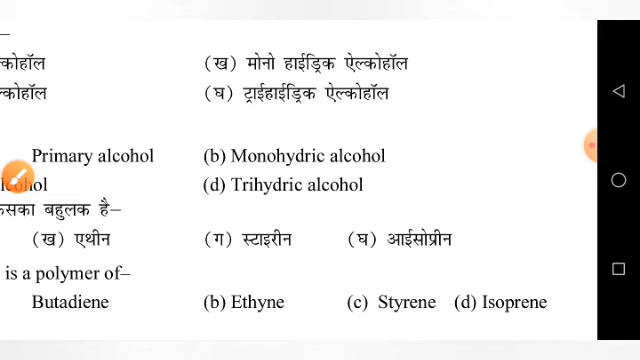 (ख) मोनो हाईड्रिक ऐल्कोहॉल
(घ) ट्राईहाईड्रिक ऐल्कोहॉल
Primary alcohol (b) Monohydric alcohol
(d) Trihydric alcohol
बहुलक है–
(ख) एथीन (ग) स्टाइरीन (घ) आईसोप्रीन
is a polymer of–
Butadiene (b) Ethyne (c) Styrene (d) Isoprene